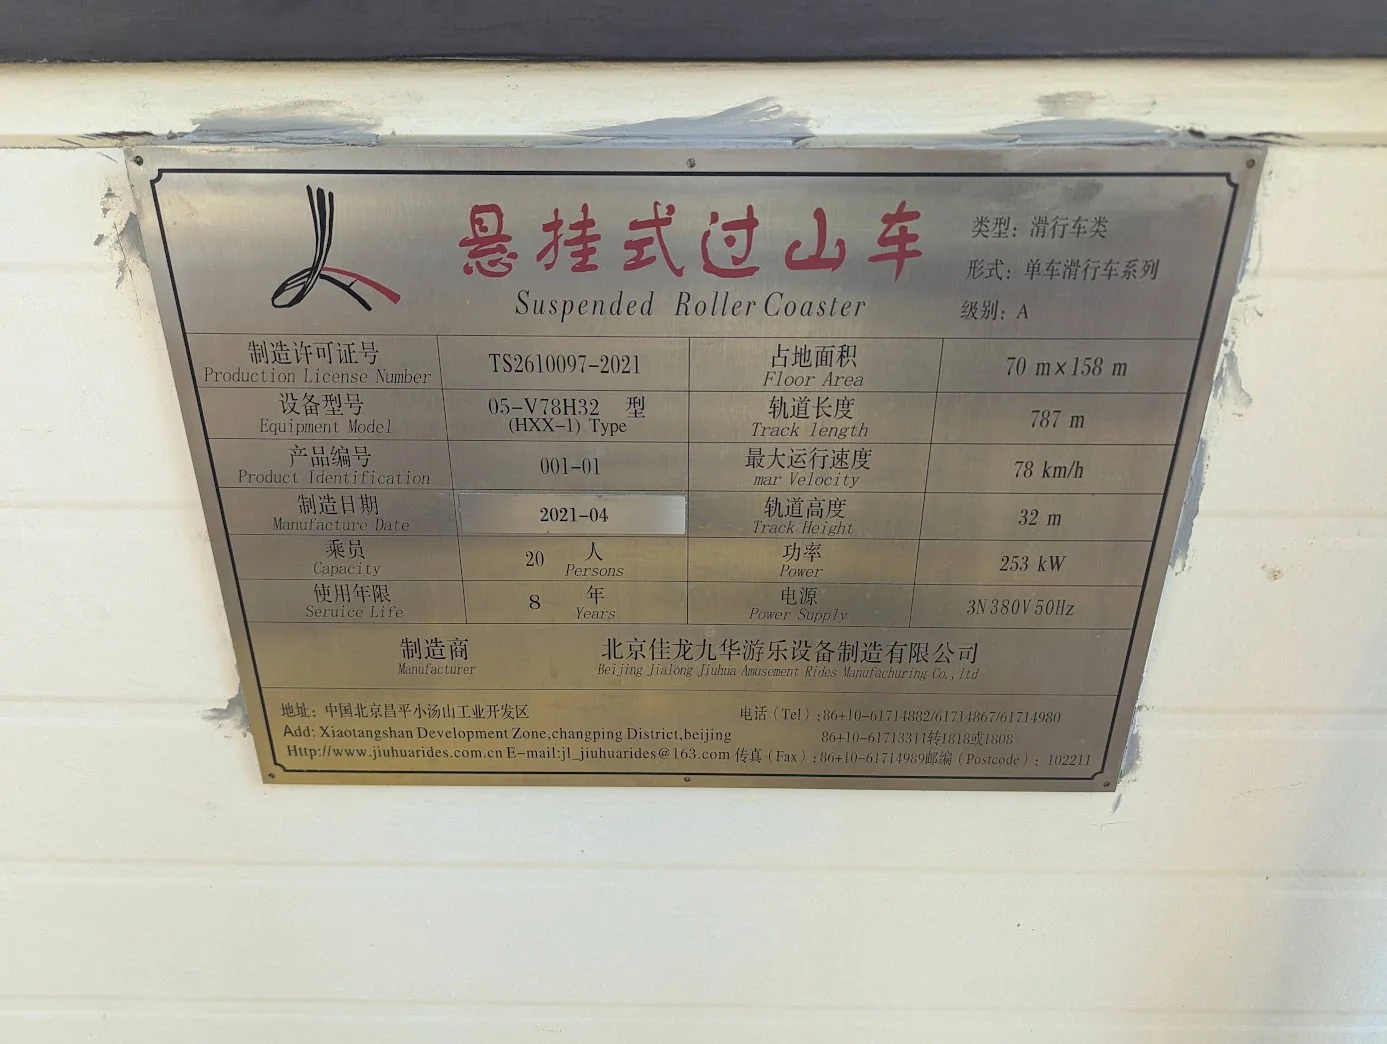 悬挂式过山车
Suspended Roller Coaster
类型：滑行车类
形式：单车滑行车系列
级别：A
制造许可证号 TS2610097-2021 占地面积 70 m×158 m
Production License Number Floor Area
设备型号 05-V78H32 型 轨道长度 787 m
Equipment Model (HXX-1) Type Track length
产品编号 001-01 最大运行速度 78 km/h
Product Identification mar Velocity
制造日期 2021-04 轨道高度 32 m
Manufacture Date Track Height
乘员 20 人 功率 253 kW
Capacity Persons Power
使用年限 8 年 电源 3N380V50Hz
Seruice Life Years Power Supply
制造商 北京佳龙九华游乐设备制造有限公司
Manufacturer Beijing Jialong Jiuhua Amusement Rides Manufachuring Co.,ltd
地址：中国北京昌平小汤山工业开发区 电话（Tel）:86+10-61714882/61714867/61714980
Add: Xiaotangshan Development Zone,changping District,beijing 86+10-61713311转1818或1808
Http://www.jiuhuarides.com.cn E-mail:jl_jiuhuarides@163.com 传真（Fax）:86+10-61714989邮编（Postcode）: 102211